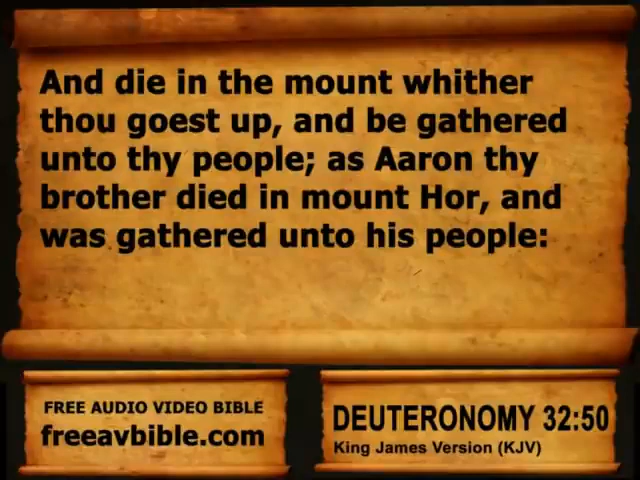 And die in the mount whither
thou goest up, and be gathered
unto thy people; as Aaron thy
brother died in mount Hor, and
was gathered unto his people:
FREE AUDIO VIDEO BIBLE
freeavbible.com
DEUTERONOMY 32:50
King James Version (KJV)